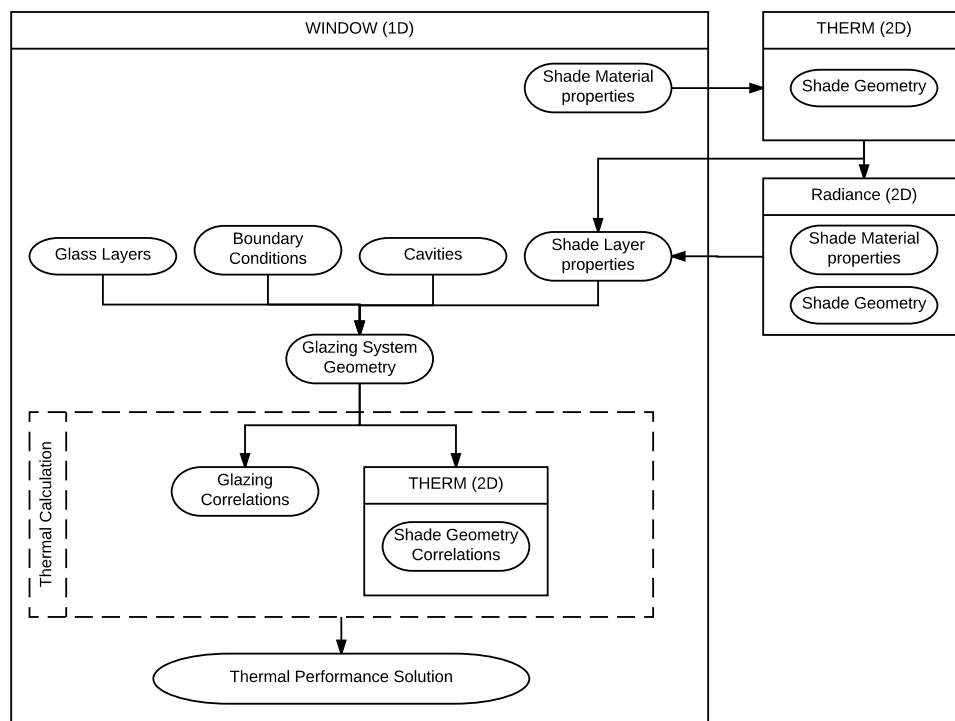 WINDOW (1D)
THERM (2D)
Shade Material
properties
Shade Geometry
Radiance (2D)
Shade Material
properties
Shade Geometry
Glass Layers
Boundary
Conditions
Cavities
Shade Layer
properties
Glazing System
Geometry
Thermal Calculation
Glazing
Correlations
THERM (2D)
Shade Geometry
Correlations
Thermal Performance Solution